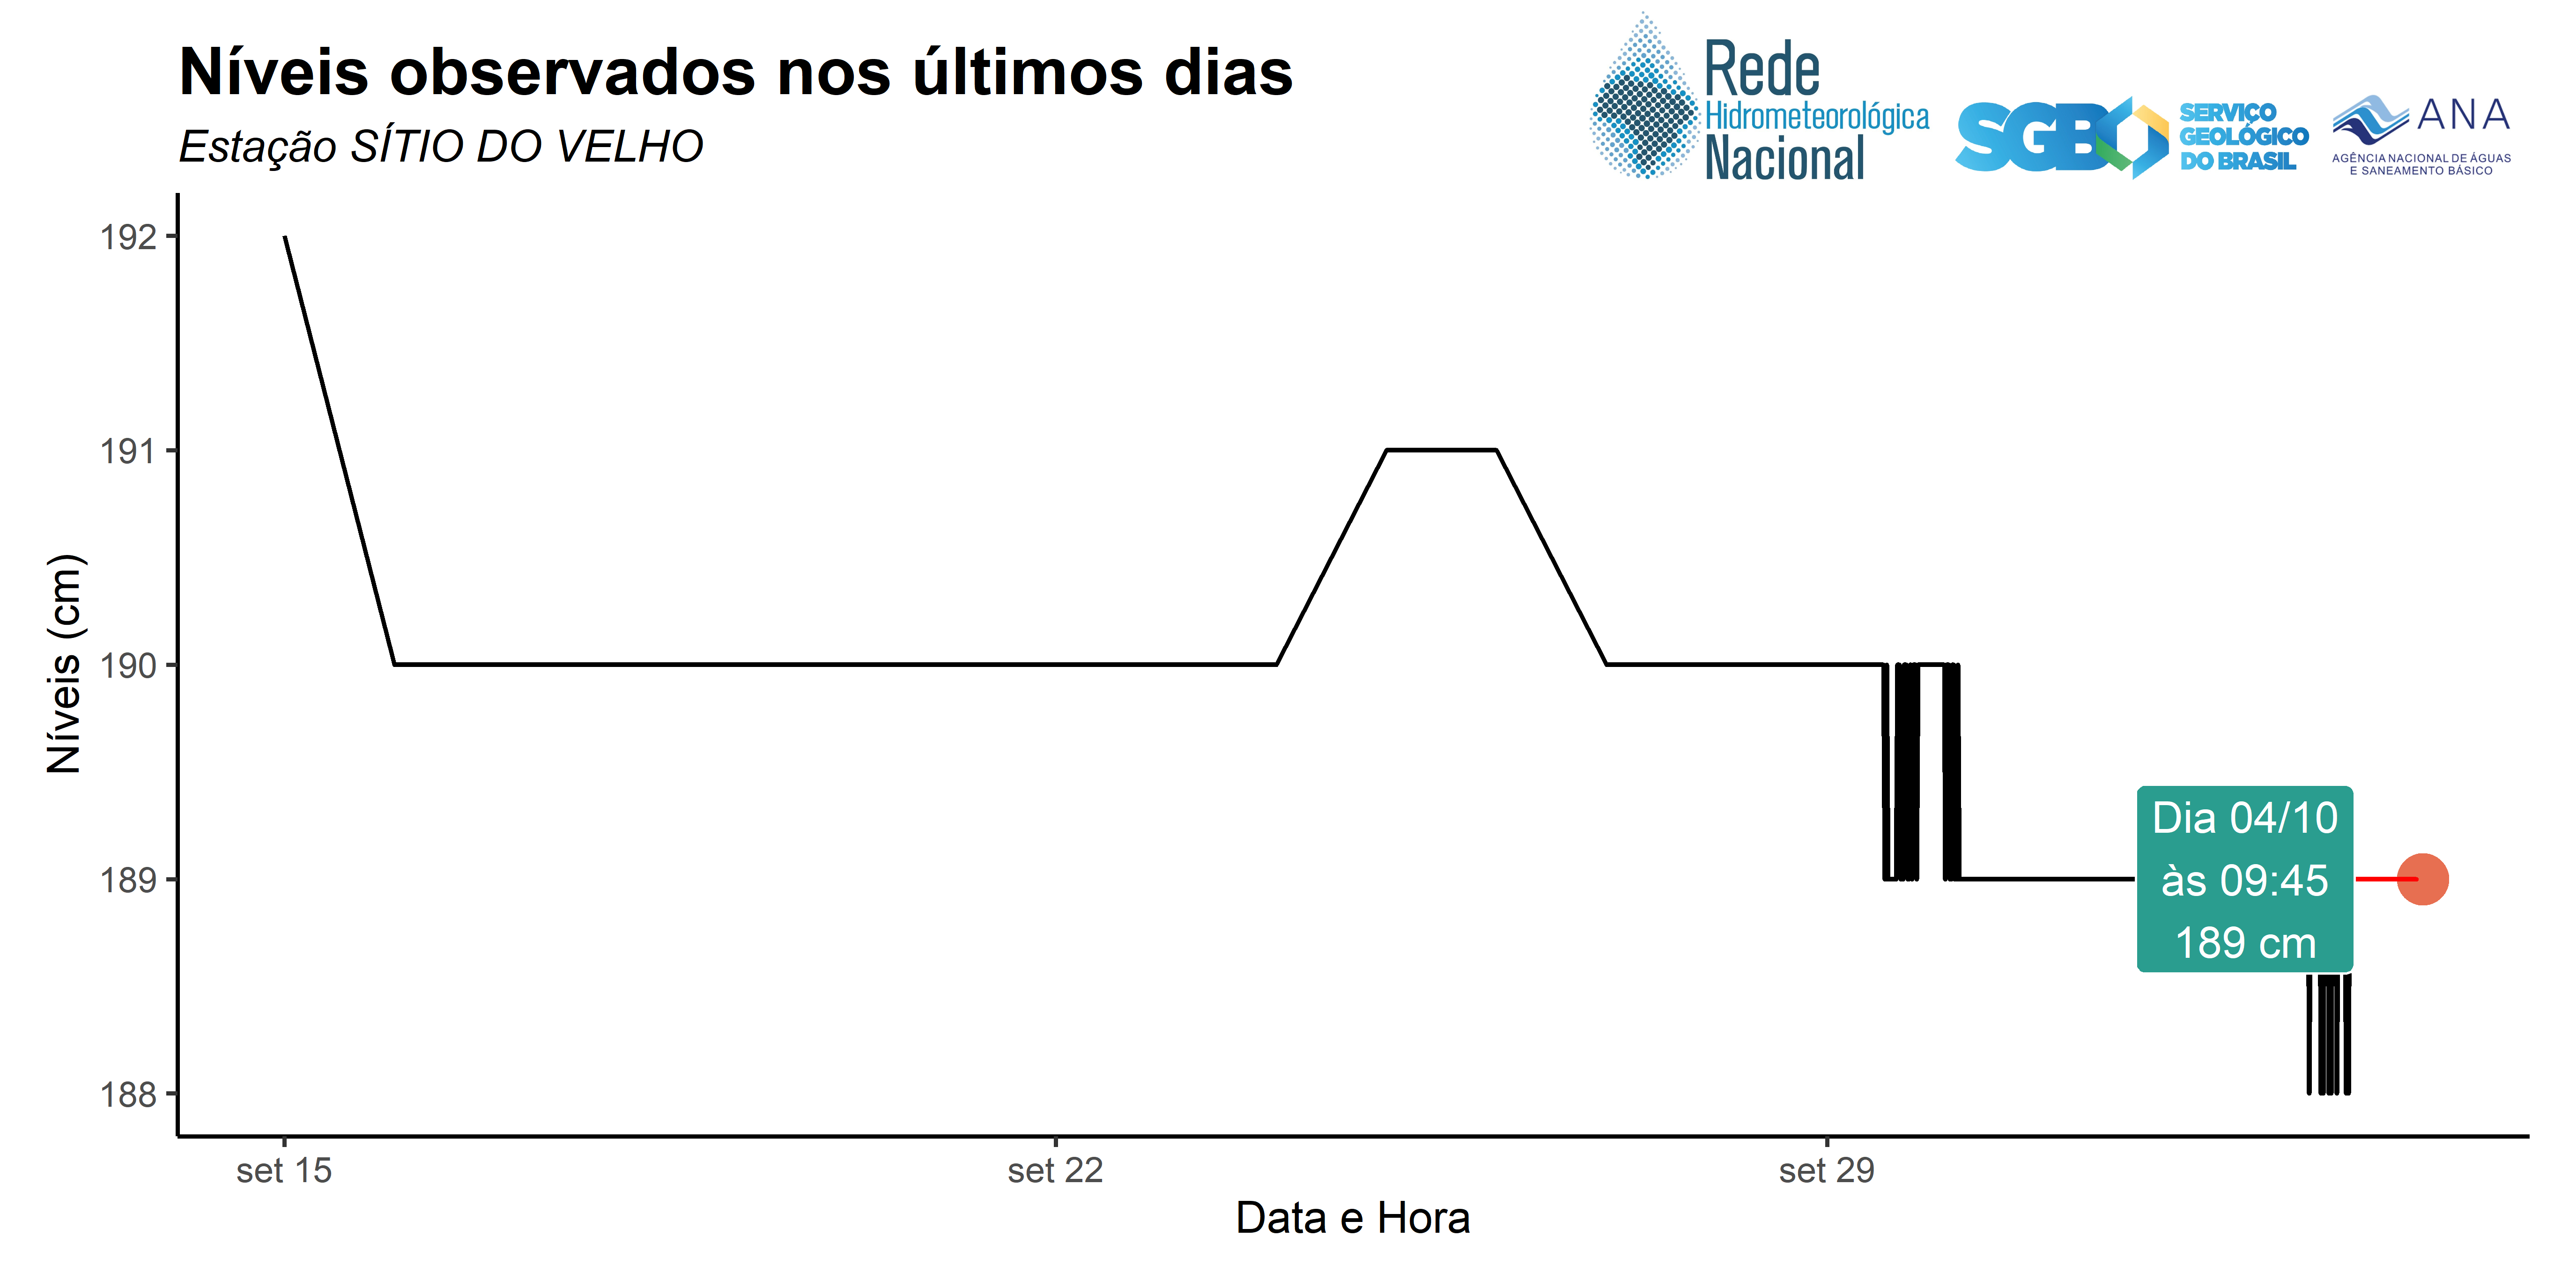 Níveis observados nos últimos dias
Estação SÍTIO DO VELHO
Rede
Hidrometeorológica
Nacional
SGB
SERVIÇO
GEOLÓGICO
DO BRASIL
ANA
AGÊNCIA NACIONAL DE ÁGUAS
E SANEAMENTO BÁSICO
Níveis (cm)
192
191
190
189
188
Dia 04/10
às 09:45
189 cm
set 15
set 22
set 29
Data e Hora